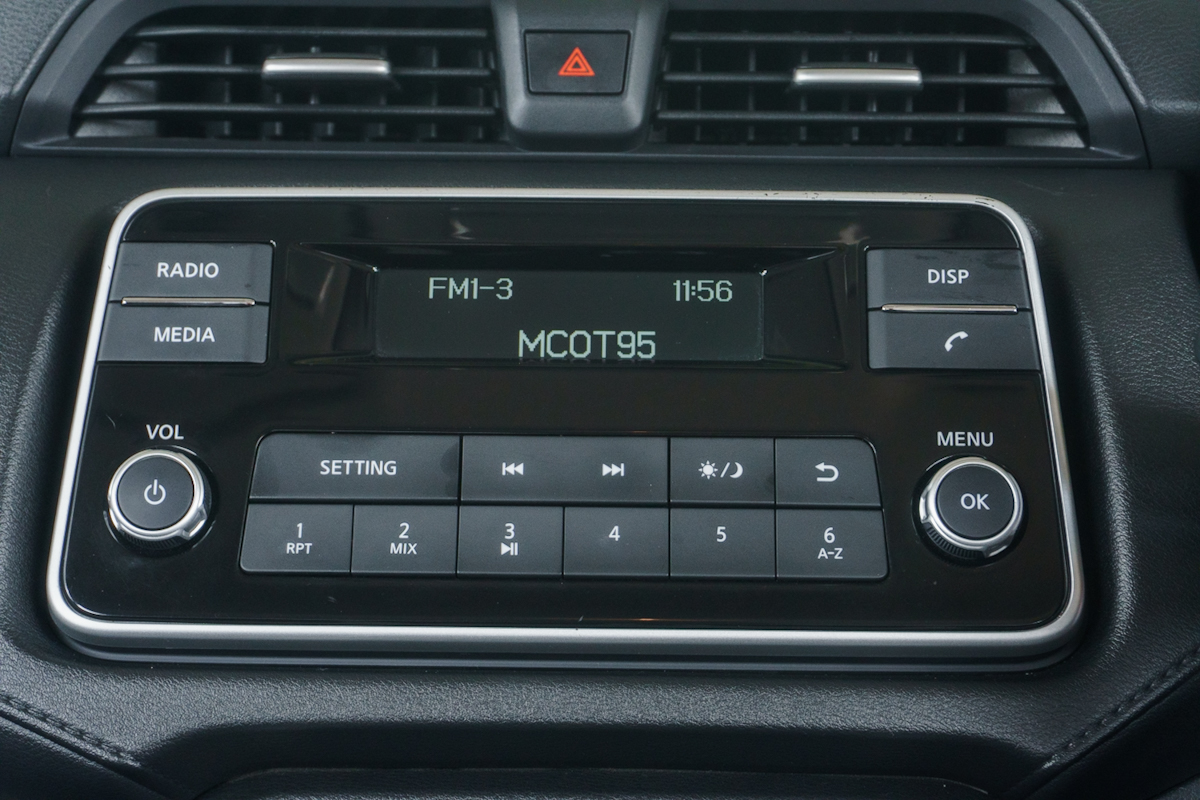 RADIO
MEDIA
FM1-3 11:56
MCOT95
DISP
VOL
MENU
SETTING
OK
1 2 3 4 5 6
RPT MIX A-Z